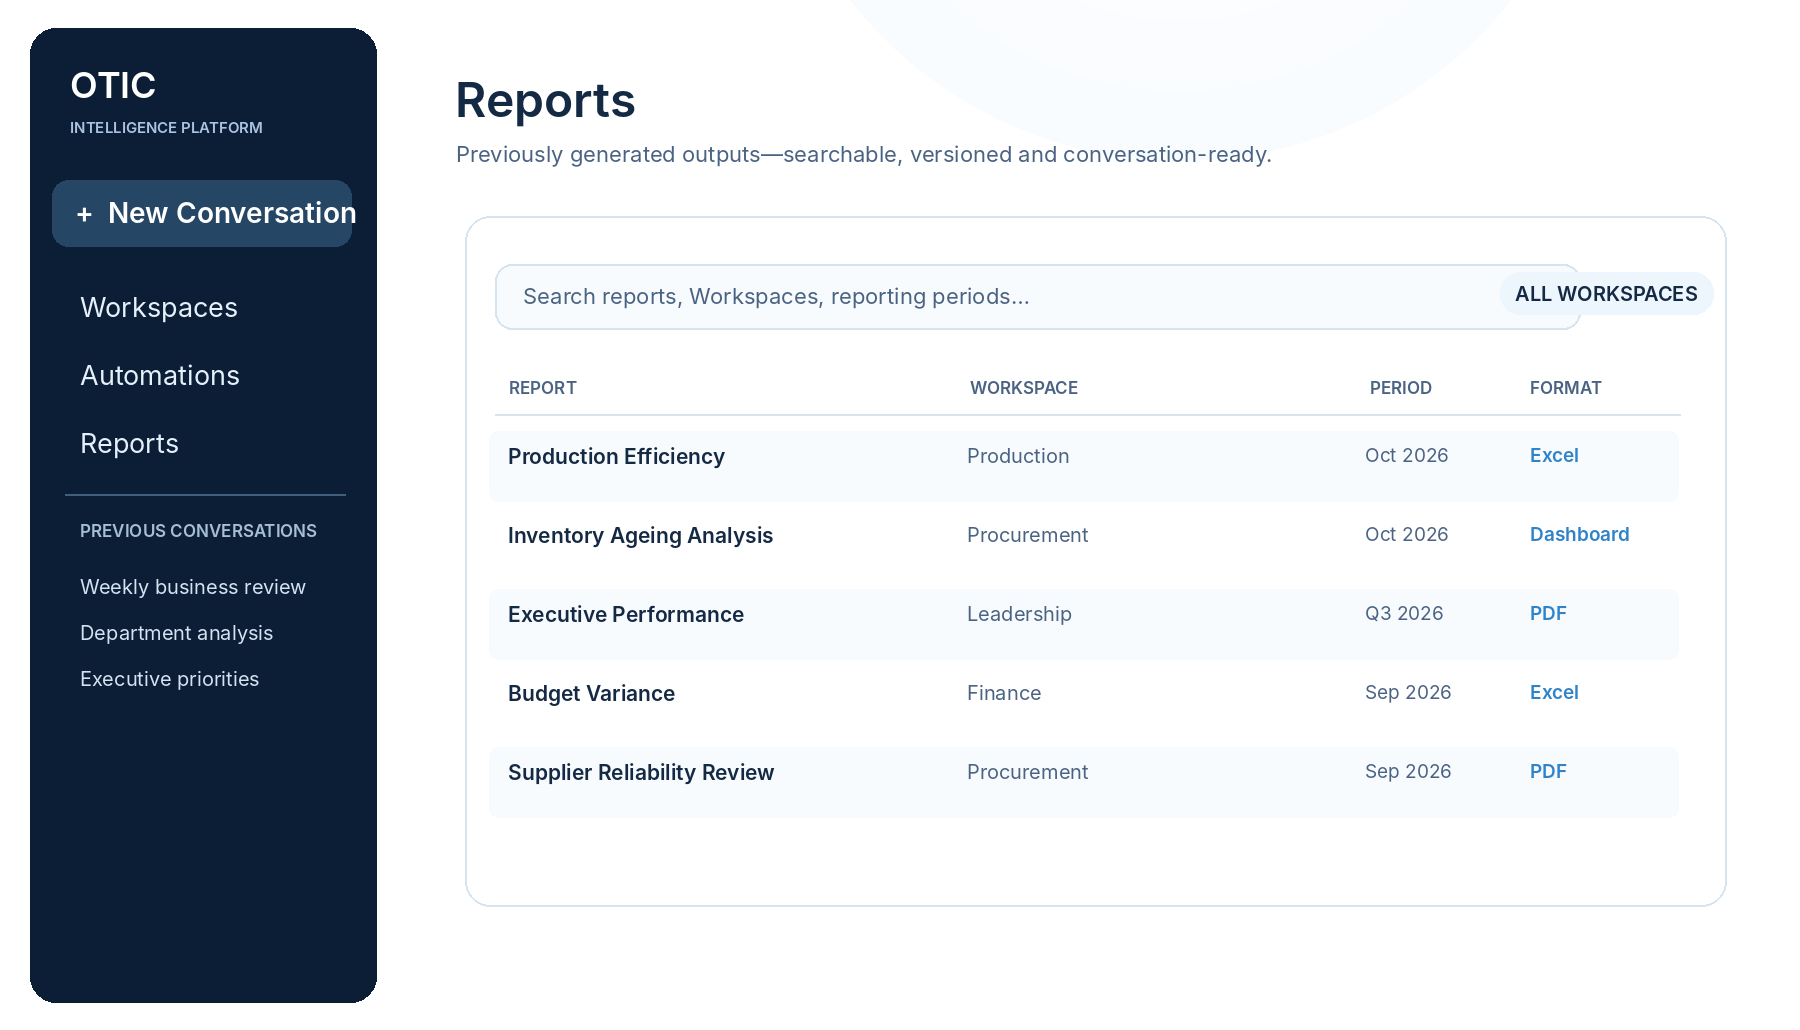 OTIC
INTELLIGENCE PLATFORM
+ New Conversation
Workspaces
Automations
Reports
PREVIOUS CONVERSATIONS
Weekly business review
Department analysis
Executive priorities
Reports
Previously generated outputs—searchable, versioned and conversation-ready.
Search reports, Workspaces, reporting periods...
ALL WORKSPACES
REPORT WORKSPACE PERIOD FORMAT
Production Efficiency Production Oct 2026 Excel
Inventory Ageing Analysis Procurement Oct 2026 Dashboard
Executive Performance Leadership Q3 2026 PDF
Budget Variance Finance Sep 2026 Excel
Supplier Reliability Review Procurement Sep 2026 PDF